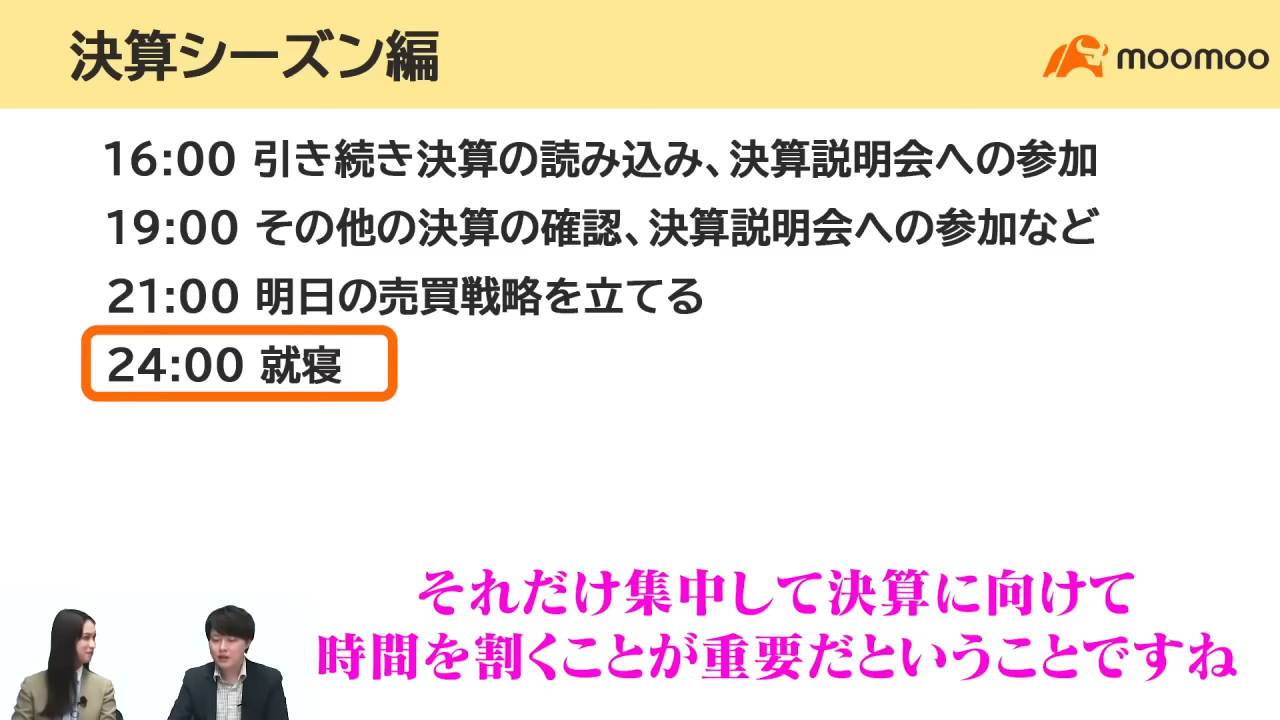 決算シーズン編
moomoo
16:00 引き続き決算の読み込み、決算説明会への参加
19:00 その他の決算の確認、決算説明会への参加など
21:00 明日の売買戦略を立てる
24:00 就寝
それだけ集中して決算に向けて
時間を割くことが重要だということですね